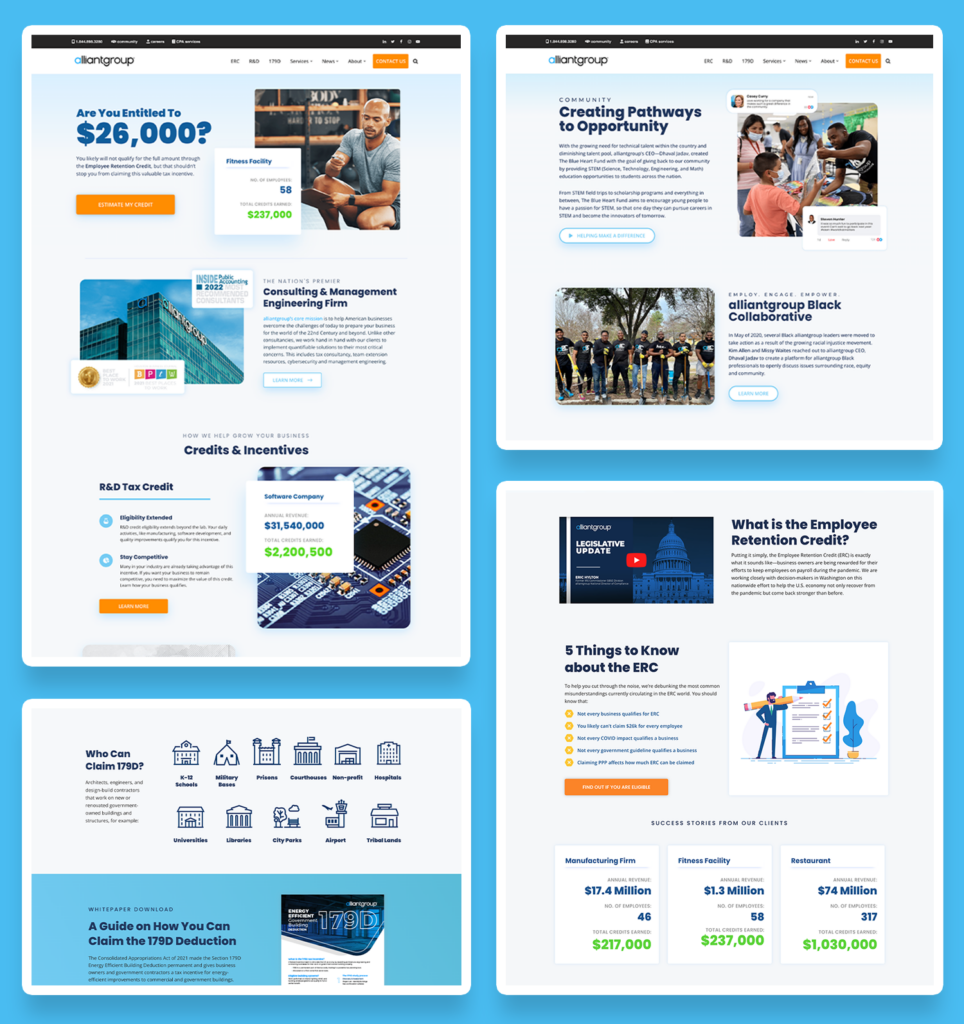 1.844.598.0280 community careers CPA services
alliantgroup
ERC R&D 179D Services News About CONTACT US
Are You Entitled To
$26,000?
You likely will not qualify for the full amount through
the Employee Retention Credit, but that shouldn't
stop you from claiming this valuable tax incentive.
ESTIMATE MY CREDIT
Fitness Facility
NO. OF EMPLOYEES:
58
TOTAL CREDITS EARNED:
$237,000
alliantgroup
INSIDE Public
Accounting
2022 MOST
RECOMMENDED
CONSULTANTS
BEST
PLACE
TO WORK
THE NATION'S PREMIER
Consulting & Management
Engineering Firm
alliantgroup's core mission is to help American businesses
overcome the challenges of today to prepare your business
for the world of the 22nd Century and beyond. Unlike other
consultancies, we work hand in hand with our clients to
implement quantifiable solutions to their most critical
concerns. This includes tax consultancy, team extension
resources, cybersecurity and management engineering.
LEARN MORE
HOW WE HELP GROW YOUR BUSINESS
Credits & Incentives
R&D Tax Credit
Eligibility Extended
R&D credit eligibility extends beyond the lab. Your daily
activities, like manufacturing, software development, and
quality improvements qualify you for this incentive.
Stay Competitive
Many in your industry are already taking advantage of this
incentive. If you want your business to remain
competitive, you need to maximize the value of this credit.
Learn how your business qualifies.
LEARN MORE
Software Company
ANNUAL REVENUE:
$31,540,000
TOTAL CREDITS EARNED:
$2,200,500
Who Can
Claim 179D?
Architects, engineers, and
design-build contractors
that work on new or
renovated government-
owned buildings and
structures, for example:
K-12
Schools
Military
Bases
Prisons
Courthouses
Non-profit
Hospitals
Universities
Libraries
City Parks
Airport
Tribal Lands
WHITEPAPER DOWNLOAD
A Guide on How You Can
Claim the 179D Deduction
The Consolidated Appropriations Act of 2021 made the Section 179D
Energy Efficient Building Deduction permanent and gives business
owners and government contractors a tax incentive for energy-
efficient improvements to commercial and government buildings,
alliantgroup
ENERGY
EFFICIENT
Government
Building
DEDUCTION
179D
1.844.598.0280 community careers CPA services
alliantgroup
ERC R&D 179D Services News About CONTACT US
COMMUNITY
Creating Pathways
to Opportunity
With the growing need for technical talent within the country and
diminishing talent pool, alliantgroup's CEO—Dhaval Jadav, created
The Blue Heart Fund with the goal of giving back to our community
by providing STEM (Science, Technology, Engineering, and Math)
education opportunities to students across the nation.
From STEM field trips to scholarship programs and everything in
between, The Blue Heart Fund aims to encourage young people to
have a passion for STEM, so that one day they can pursue careers in
STEM and become the innovators of tomorrow.
HELPING MAKE A DIFFERENCE
Casey Curry
EMPLOY. ENGAGE. EMPOWER.
alliantgroup Black
Collaborative
In May of 2020, several Black alliantgroup leaders were moved to
take action as a result of the growing racial injustice movement.
Kim Allen and Missy Waites reached out to alliantgroup CEO,
Dhaval Jadav to create a platform for alliantgroup Black
professionals to openly discuss issues surrounding race, equity
and community.
LEARN MORE
alliantgroup
LEGISLATIVE
UPDATE
ERIC HYLTON
What is the Employee
Retention Credit?
Putting it simply, the Employee Retention Credit (ERC) is exactly
what it sounds like—business owners are being rewarded for their
efforts to keep employees on payroll during the pandemic. We are
working closely with decision-makers in Washington on this
nationwide effort to help the U.S. economy not only recover from
the pandemic but come back stronger than before.
5 Things to Know
about the ERC
To help you cut through the noise, we're debunking the most common
misunderstandings currently circulating in the ERC world. You should
know that:
Not every business qualifies for ERC
You likely can't claim $26k for every employee
Not every COVID impact qualifies a business
Not every government guideline qualifies a business
Claiming PPP affects how much ERC can be claimed
FIND OUT IF YOU ARE ELIGIBLE
SUCCESS STORIES FROM OUR CLIENTS
Manufacturing Firm
ANNUAL REVENUE:
$17.4 Million
NO. OF EMPLOYEES:
46
TOTAL CREDITS EARNED:
$217,000
Fitness Facility
ANNUAL REVENUE:
$1.3 Million
NO. OF EMPLOYEES:
58
TOTAL CREDITS EARNED:
$237,000
Restaurant
ANNUAL REVENUE:
$74 Million
NO. OF EMPLOYEES:
317
TOTAL CREDITS EARNED:
$1,030,000